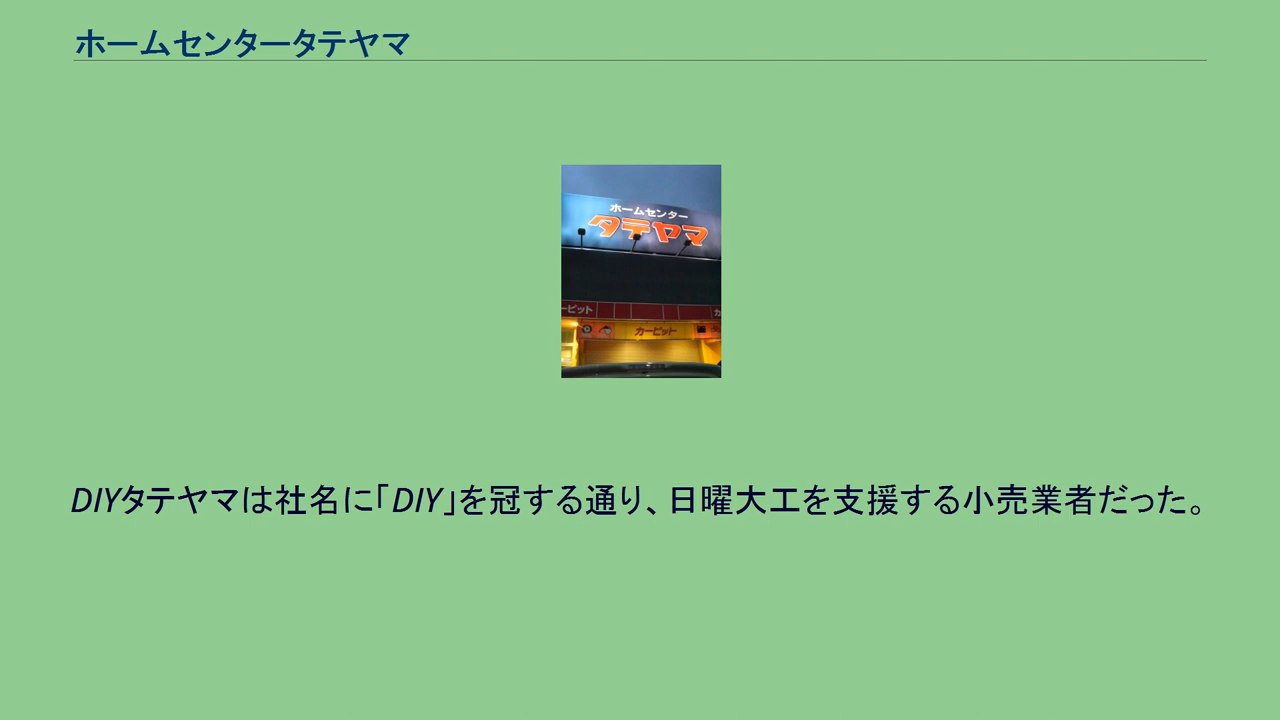 ホームセンタータテヤマ
ホームセンター
タテヤマ
ーピット
カ
カーピット
DIYタテヤマは社名に「DIY」を冠する通り、日曜大工を支援する小売業者だった。